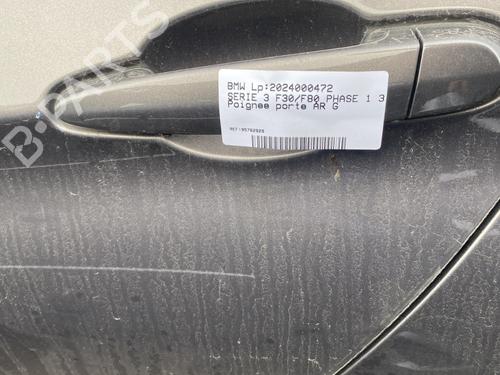 BMW Lp:2024000472
SERIE 3 F30/F80 PHASE 1 3
Poignee porte AR G
B-PARTS